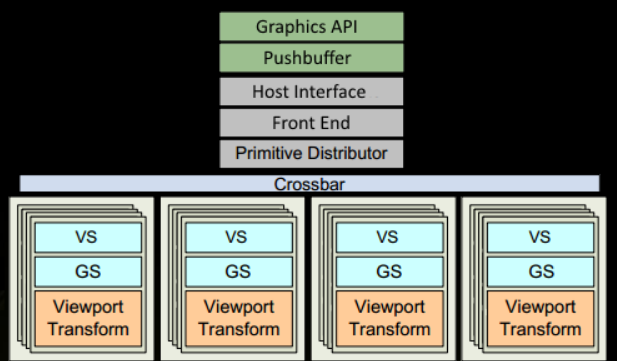 Graphics API
Pushbuffer
Host Interface
Front End
Primitive Distributor
Crossbar
VS
VS
VS
VS
GS
GS
GS
GS
Viewport
Transform
Viewport
Transform
Viewport
Transform
Viewport
Transform